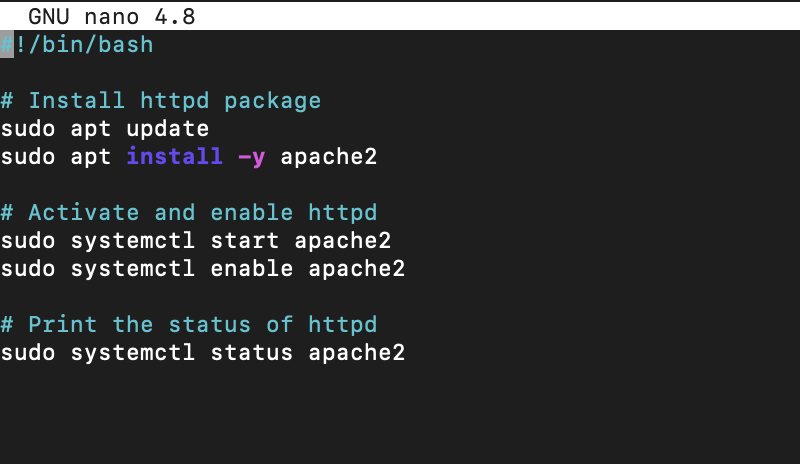 GNU nano 4.8
#!/bin/bash
# Install httpd package
sudo apt update
sudo apt install -y apache2
# Activate and enable httpd
sudo systemctl start apache2
sudo systemctl enable apache2
# Print the status of httpd
sudo systemctl status apache2